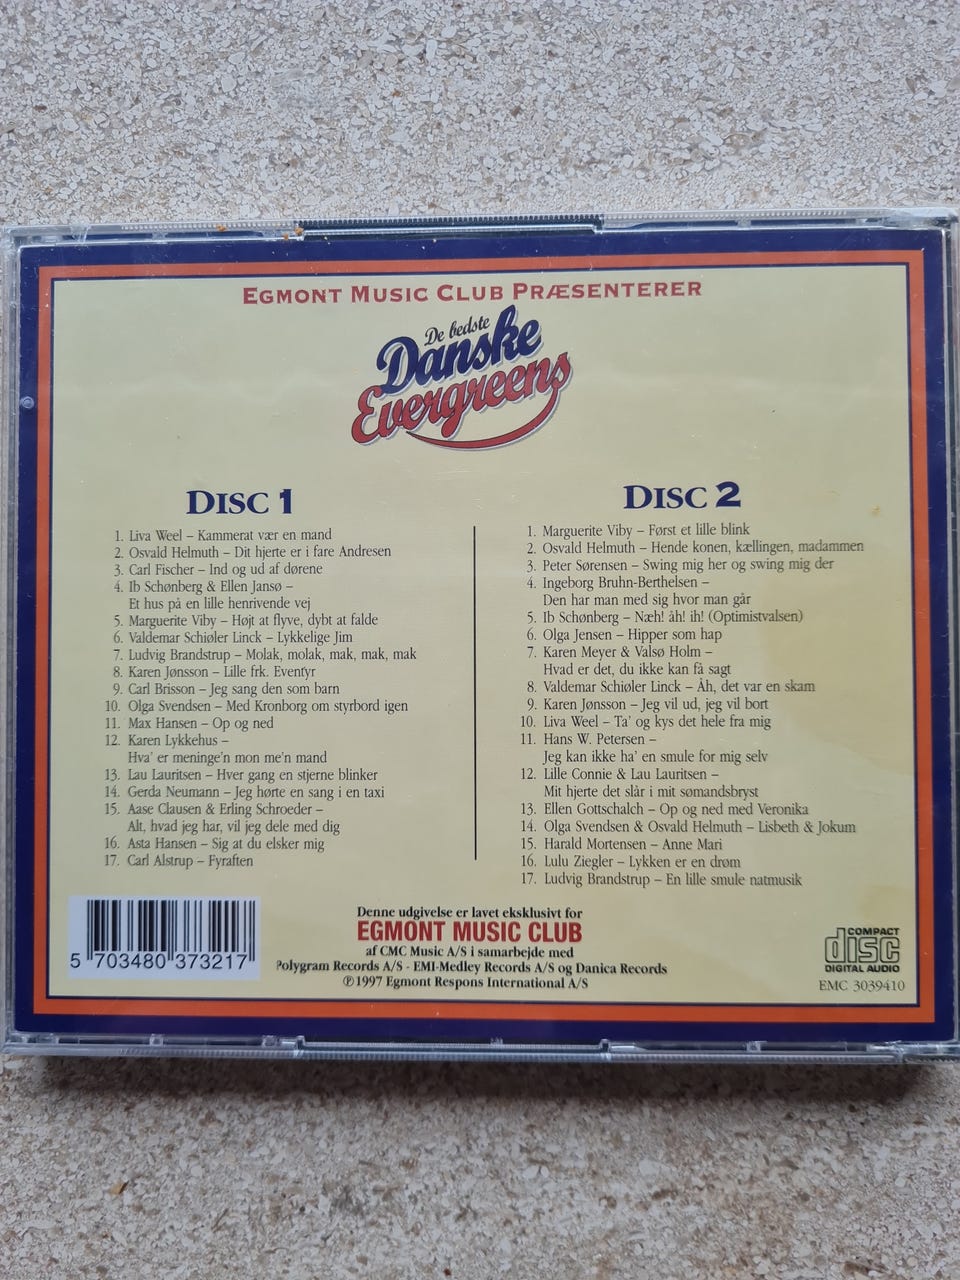 EGMONT MUSIC CLUB PRÆSENTERER
De bedste
Danske
Evergreens
DISC 1
1. Liva Weel – Kammerat vær en mand
2. Osvald Helmuth – Dit hjerte er i fare Andresen
3. Carl Fischer – Ind og ud af dørene
4. Ib Schønberg & Ellen Jansø –
Et hus på en lille henrivende vej
5. Marguerite Viby – Højt at flyve, dybt at falde
6. Valdemar Schiøler Linck – Lykkelige Jim
7. Ludvig Brandstrup – Molak, molak, mak, mak, mak
8. Karen Jønsson – Lille frk. Eventyr
9. Carl Brisson – Jeg sang den som barn
10. Olga Svendsen – Med Kronborg om styrbord igen
11. Max Hansen – Op og ned
12. Karen Lykkehus –
Hva' er meninge'n mon me'n mand
13. Lau Lauritsen – Hver gang en stjerne blinker
14. Gerda Neumann – Jeg hørte en sang i en taxi
15. Aase Clausen & Erling Schroeder –
Alt, hvad jeg har, vil jeg dele med dig
16. Asta Hansen – Sig at du elsker mig
17. Carl Alstrup – Fyraften
DISC 2
1. Marguerite Viby – Først et lille blink
2. Osvald Helmuth – Hende konen, kællingen, madammen
3. Peter Sørensen – Swing mig her og swing mig der
4. Ingeborg Bruhn-Berthelsen –
Den har man med sig hvor man går
5. Ib Schønberg – Næh! åh! ih! (Optimistvalsen)
6. Olga Jensen – Hipper som hap
7. Karen Meyer & Valsø Holm –
Hvad er det, du ikke kan få sagt
8. Valdemar Schiøler Linck – Åh, det var en skam
9. Karen Jønsson – Jeg vil ud, jeg vil bort
10. Liva Weel – Ta' og kys det hele fra mig
11. Hans W. Petersen –
Jeg kan ikke ha' en smule for mig selv
12. Lille Connie & Lau Lauritsen –
Mit hjerte det slår i mit sømandsbryst
13. Ellen Gottschalch – Op og ned med Veronika
14. Olga Svendsen & Osvald Helmuth – Lisbeth & Jokum
15. Harald Mortensen – Anne Mari
16. Lulu Ziegler – Lykken er en drøm
17. Ludvig Brandstrup – En lille smule natmusik
5 703480 373217
Denne udgivelse er lavet eksklusivt for
EGMONT MUSIC CLUB
af CMC Music A/S i samarbejde med
Polygram Records A/S - EMI-Medley Records A/S og Danica Records
℗ 1997 Egmont Respons International A/S
COMPACT
disc
DIGITAL AUDIO
EMC 3039410